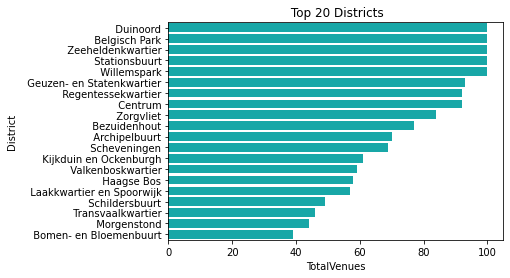 Top 20 Districts
Duinoord
Belgisch Park
Zeeheldenkwartier
Stationsbuurt
Willemspark
Geuzen- en Statenkwartier
Regentessekwartier
Centrum
Zorgvliet
Bezuidenhout
Archipelbuurt
Scheveningen
Kijkduin en Ockenburgh
Valkenboskwartier
Haagse Bos
Laakkwartier en Spoorwijk
Schildersbuurt
Transvaalkwartier
Morgenstond
Bomen- en Bloemenbuurt
District
0 20 40 60 80 100
TotalVenues